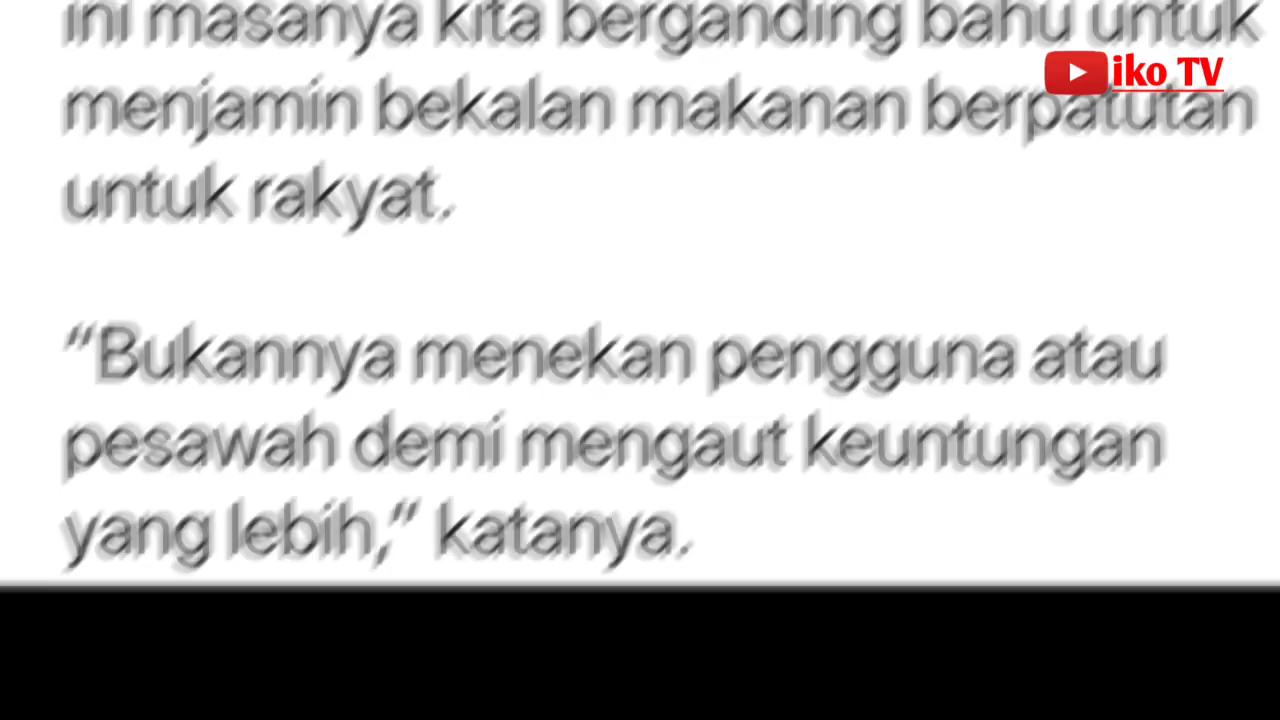 ini masanya kita berganding bahu untuk
iko TV
menjamin bekalan makanan berpatutan
untuk rakyat.
“Bukannya menekan pengguna atau
pesawah demi mengaut keuntungan
yang lebih,” katanya.